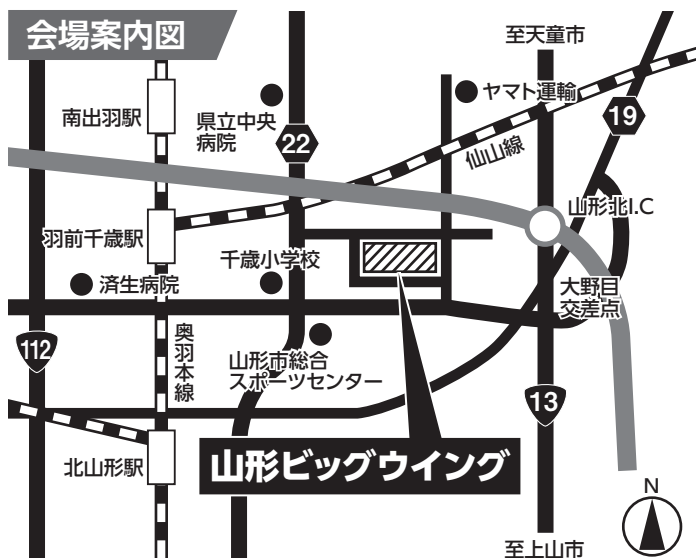 会場案内図
至天童市
南出羽駅
県立中央
病院
22
ヤマト運輸
19
仙山線
羽前千歳駅
山形北I.C
千歳小学校
済生病院
大野目
交差点
112
奥羽本線
山形市総合
スポーツセンター
13
山形ビッグウイング
北山形駅
N
至上山市